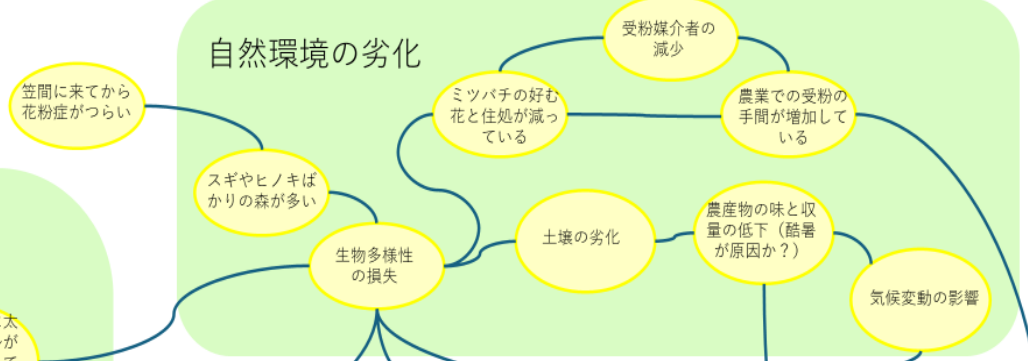 自然環境の劣化
受粉媒介者の
減少
笠間に来てから
花粉症がつらい
ミツバチの好む
花と住処が減っ
ている
農業での受粉の
手間が増加して
いる
スギやヒノキば
かりの森が多い
生物多様性
の損失
土壌の劣化
農産物の味と収
量の低下（酷暑
が原因か？）
気候変動の影響
太
が
て